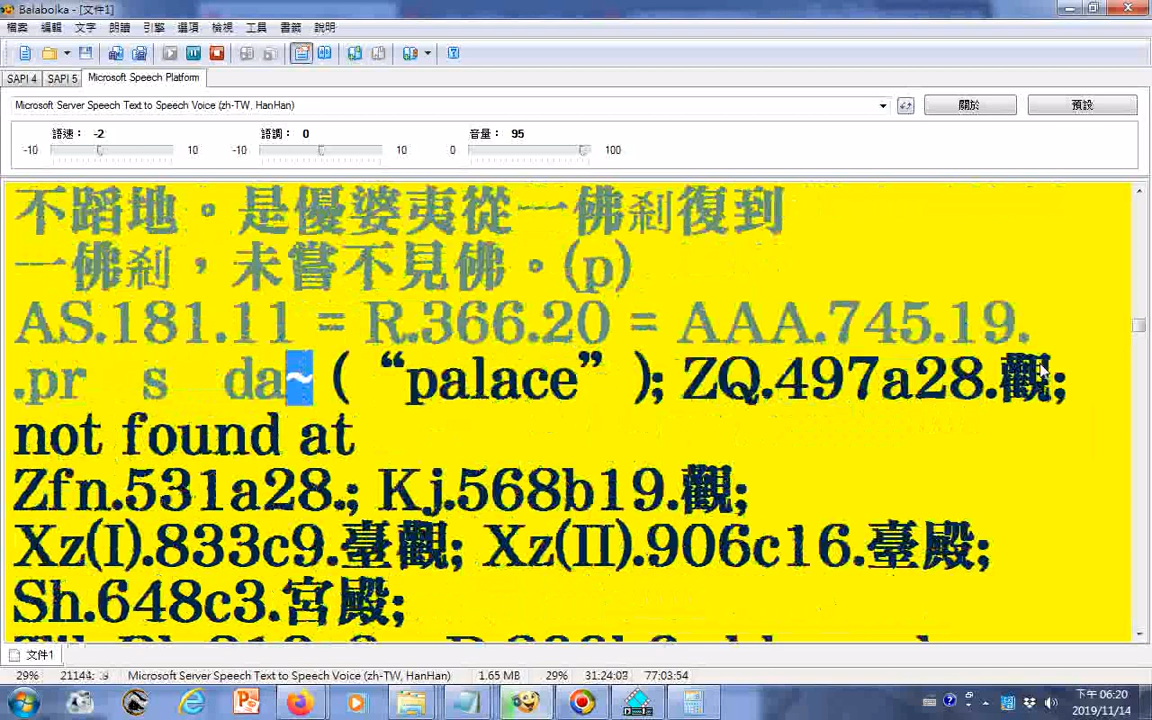 Balabolka - [文件1]
檔案 編輯 文字 朗讀 引擎 選項 檢視 工具 書籤 說明
SAPI 4 SAPI 5 Microsoft Speech Platform
Microsoft Server Speech Text to Speech Voice (zh-TW, HanHan) 關於 預設
語速： -2 語調： 0 音量： 95
-10 10 -10 10 0 100
不蹈地。是優婆夷從一佛剎復到
一佛剎，未嘗不見佛。(p)
AS.181.11 = R.366.20 = AAA.745.19.
.pr s da~ ( “palace” ); ZQ.497a28.觀;
not found at
Zfn.531a28.; Kj.568b19.觀;
Xz(I).833c9.臺觀; Xz(II).906c16.臺殿;
Sh.648c3.宮殿;
文件1
29% Microsoft Server Speech Text to Speech Voice (zh-TW, HanHan) 1.65 MB 29% 31:24:03 77:03:54
下午 06:20
2019/11/14